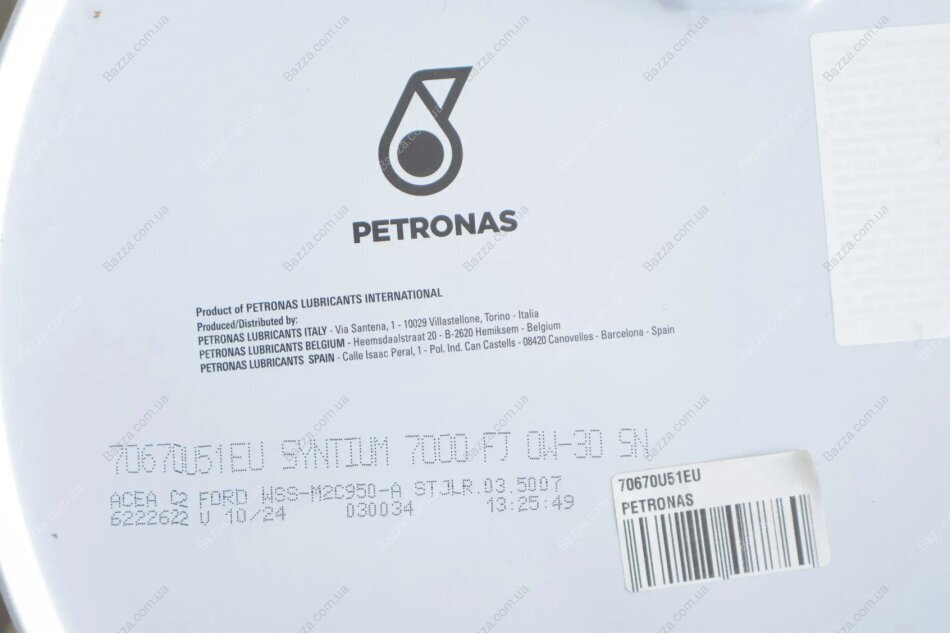 PETRONAS
Product of PETRONAS LUBRICANTS INTERNATIONAL
Produced/Distributed by:
PETRONAS LUBRICANTS ITALY - Via Santena, 1 - 10029 Villastellone, Torino - Italia
PETRONAS LUBRICANTS BELGIUM - Heemsdaalstraat 20 - B-2620 Hemiksem - Belgium
PETRONAS LUBRICANTS SPAIN - Calle Isaac Peral, 1 - Pol. Ind. Can Castells - 08420 Canovelles - Barcelona - Spain
70670U51EU SYNTIUM 7000 FJ 0W-30 SN
ACEA C2 FORD WSS-M2C950-A STJLR.03.5007
6222622 V 10/24 030034 13:25:49
70670U51EU
PETRONAS
Bazza.com.ua